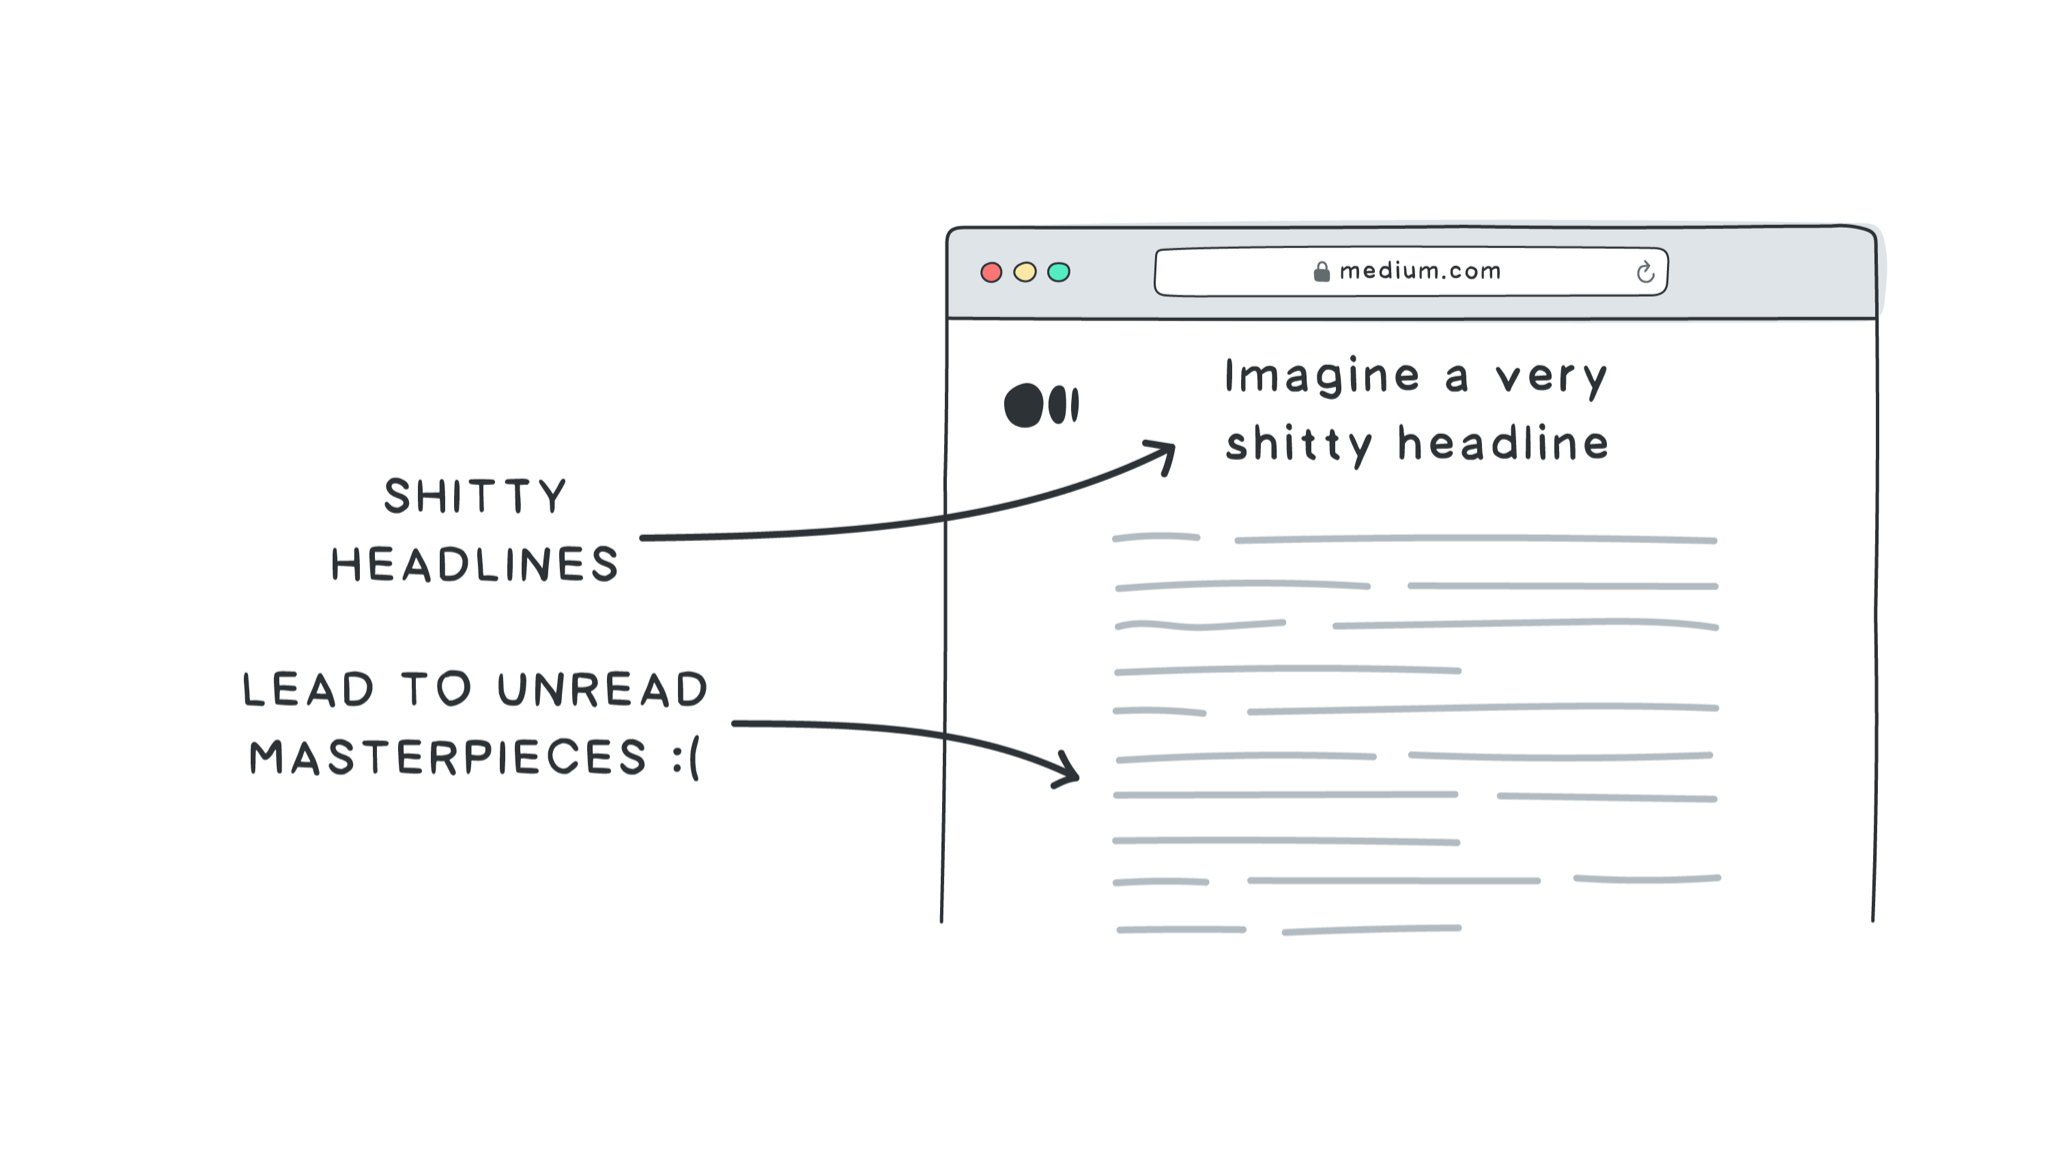 medium.com
Imagine a very
shitty headline
SHITTY
HEADLINES
LEAD TO UNREAD
MASTERPIECES :(